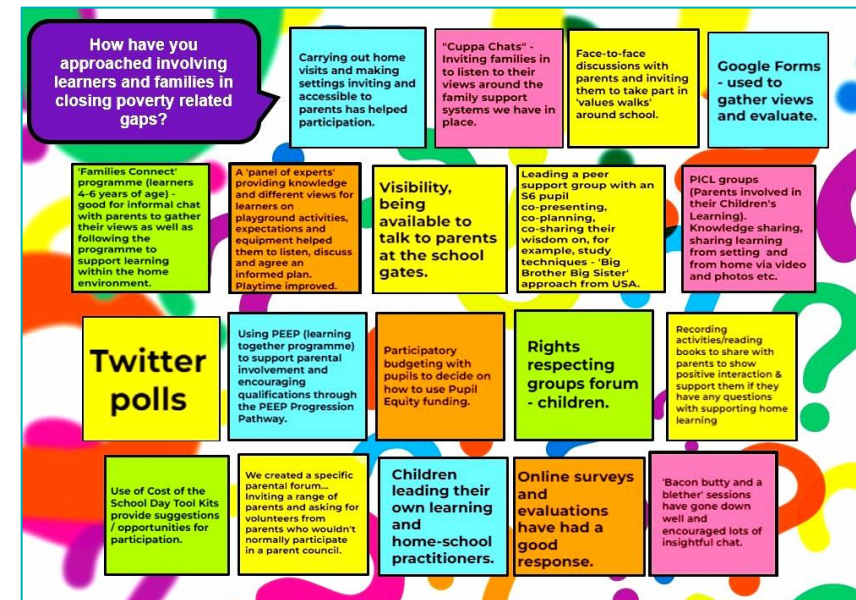 How have you
approached involving
learners and families in
closing poverty related
gaps?
Carrying out home
visits and making
settings inviting and
accessible to
parents has helped
participation.
"Cuppa Chats" -
Inviting families in
to listen to their
views around the
family support
systems we have in
place.
Face-to-face
discussions with
parents and inviting
them to take part in
'values walks'
around school.
Google Forms
- used to
gather views
and evaluate.
'Families Connect'
programme (learners
4-6 years of age) -
good for informal chat
with parents to gather
their views as well as
following the
programme to
support learning
within the home
environment.
A 'panel of experts'
providing knowledge
and different views for
learners on
playground activities,
expectations and
equipment helped
them to listen, discuss
and agree an
informed plan.
Playtime improved.
Visibility,
being
available to
talk to parents
at the school
gates.
Leading a peer
support group with an
S6 pupil
co-presenting,
co-planning,
co-sharing their
wisdom on, for
example, study
techniques - 'Big
Brother Big Sister'
approach from USA.
PICL groups
(Parents involved in
their Children's
Learning).
Knowledge sharing,
sharing learning
from setting and
from home via video
and photos etc.
Twitter
polls
Using PEEP (learning
together programme)
to support parental
involvement and
encouraging
qualifications through
the PEEP Progression
Pathway.
Participatory
budgeting with
pupils to decide on
how to use Pupil
Equity funding.
Rights
respecting
groups forum
- children.
Recording
activities/reading
books to share with
parents to show
positive interaction &
support them if they
have any questions
with supporting home
learning
Use of Cost of the
School Day Tool Kits
provide suggestions
/ opportunities for
participation.
We created a specific
parental forum...
Inviting a range of
parents and asking for
volunteers from
parents who wouldn't
normally participate
in a parent council.
Children
leading their
own learning
and
home-school
practitioners.
Online surveys
and
evaluations
have had a
good
response.
'Bacon butty and a
blether' sessions
have gone down
well and
encouraged lots of
insightful chat.